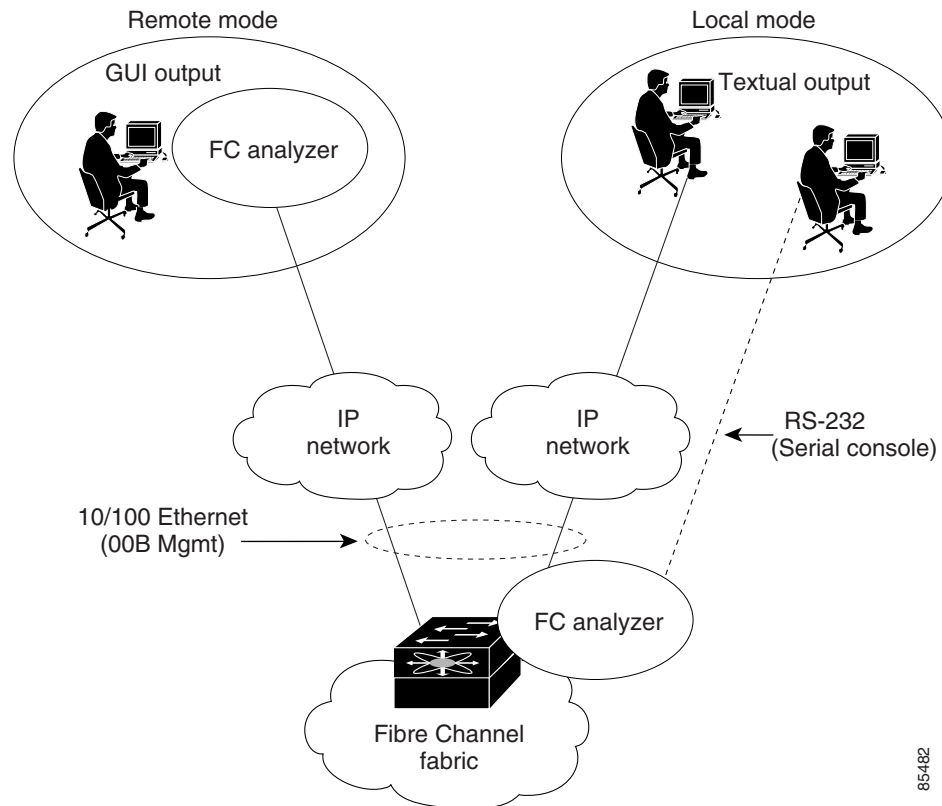 Remote mode
Local mode
GUI output
FC analyzer
Textual output
IP
network
IP
network
RS-232
(Serial console)
10/100 Ethernet
(00B Mgmt)
FC analyzer
Fibre Channel
fabric
85482